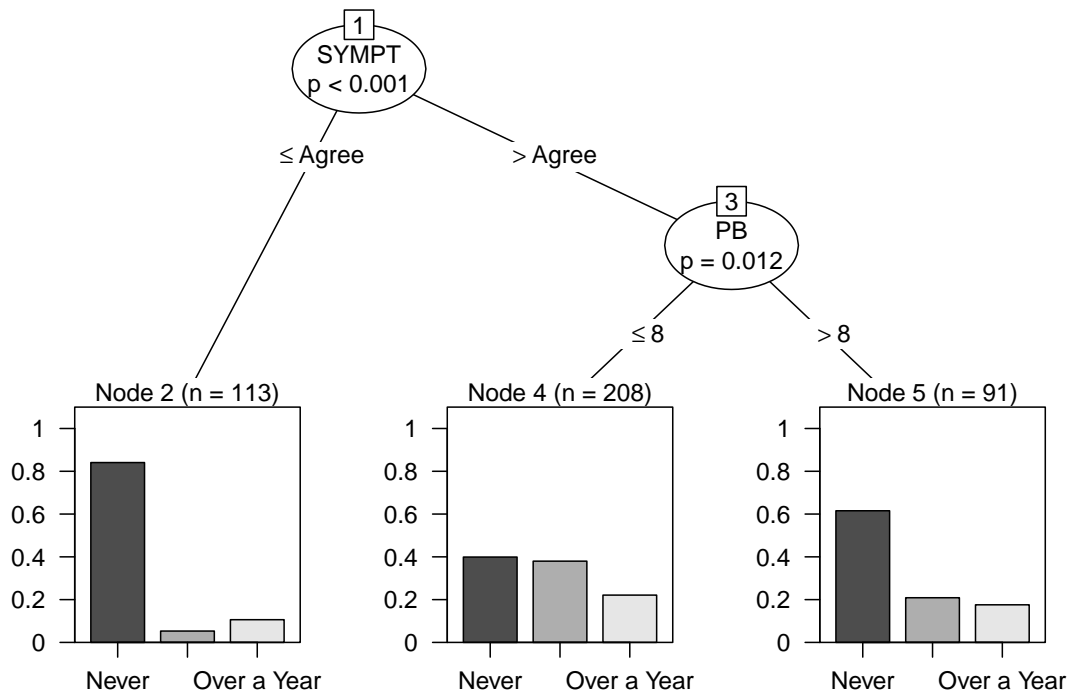 1
SYMPT
p < 0.001
≤ Agree
> Agree
3
PB
p = 0.012
≤ 8
> 8
Node 2 (n = 113)
1
0.8
0.6
0.4
0.2
0
Never
Over a Year
Node 4 (n = 208)
1
0.8
0.6
0.4
0.2
0
Never
Over a Year
Node 5 (n = 91)
1
0.8
0.6
0.4
0.2
0
Never
Over a Year